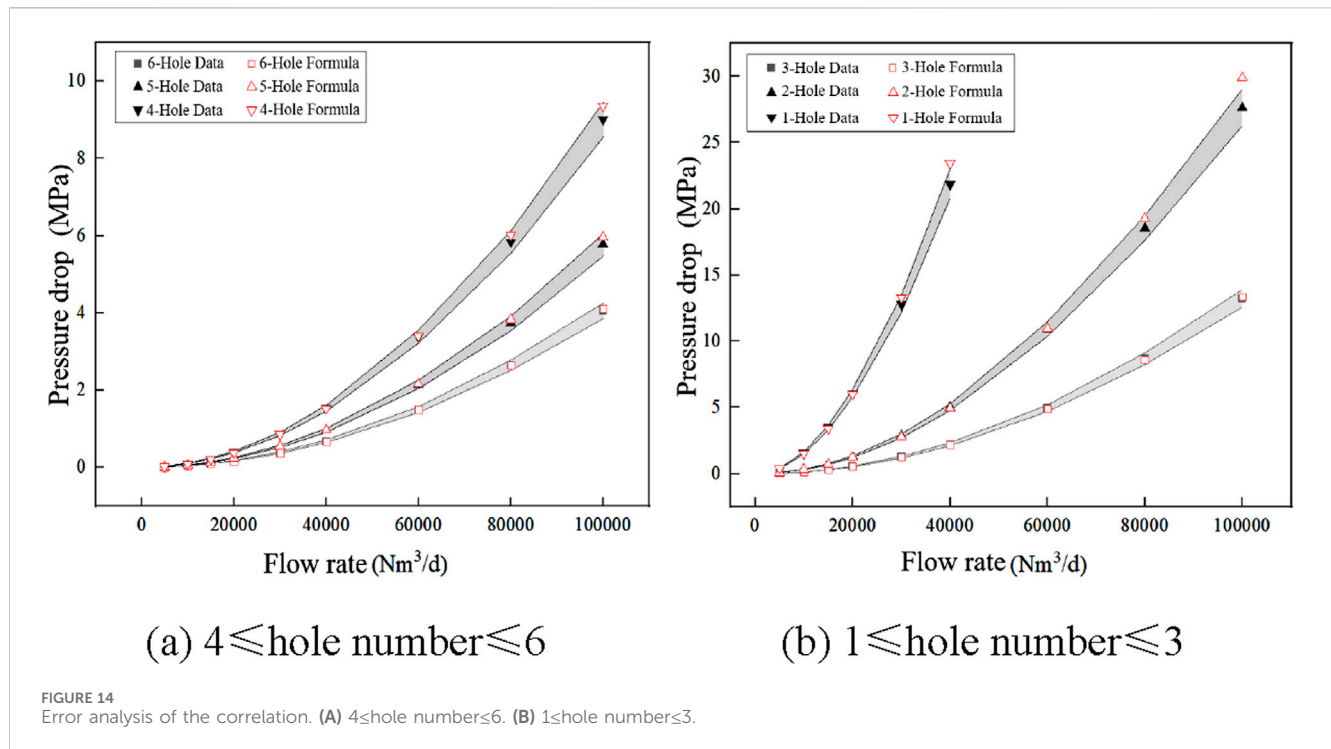 6-Hole Data 6-Hole Formula
5-Hole Data 5-Hole Formula
4-Hole Data 4-Hole Formula
10
8
6
4
2
0
Pressure drop (MPa)
0 20000 40000 60000 80000 100000
Flow rate (Nm³/d)
(a) 4≤hole number≤6
3-Hole Data 3-Hole Formula
2-Hole Data 2-Hole Formula
1-Hole Data 1-Hole Formula
30
25
20
15
10
5
0
Pressure drop (MPa)
0 20000 40000 60000 80000 100000
Flow rate (Nm³/d)
(b) 1≤hole number≤3
FIGURE 14
Error analysis of the correlation. (A) 4≤hole number≤6. (B) 1≤hole number≤3.